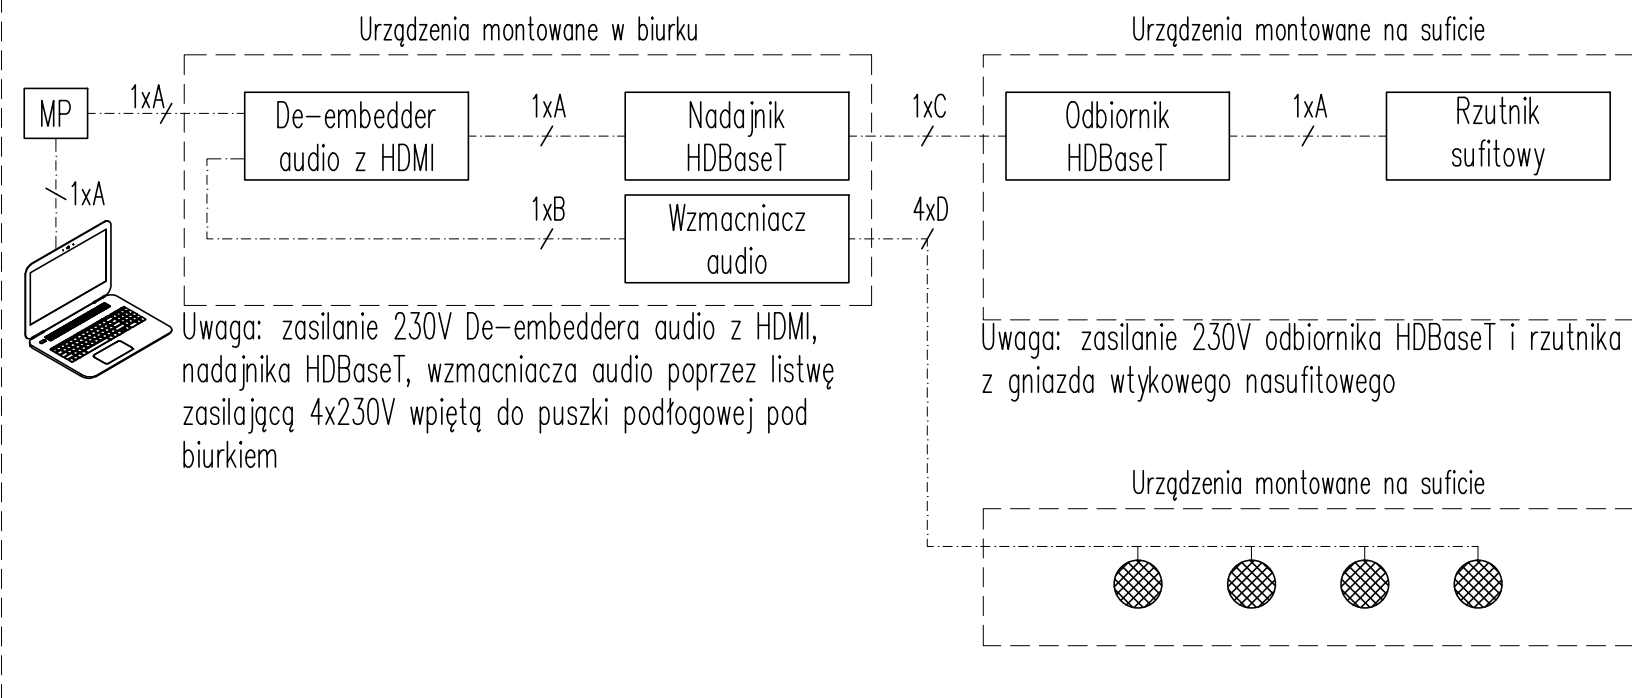 Urządzenia montowane w biurku
Urządzenia montowane na suficie
MP
1xA
De-embedder
audio z HDMI
1xA
Nadajnik
HDBaseT
1xC
Odbiornik
HDBaseT
1xA
Rzutnik
sufitowy
1xA
1xB
Wzmacniacz
audio
4xD
Uwaga: zasilanie 230V De-embeddera audio z HDMI,
nadajnika HDBaseT, wzmacniacza audio poprzez listwę
zasilającą 4x230V wpiętą do puszki podłogowej pod
biurkiem
Uwaga: zasilanie 230V odbiornika HDBaseT i rzutnika
z gniazda wtykowego nasufitowego
Urządzenia montowane na suficie